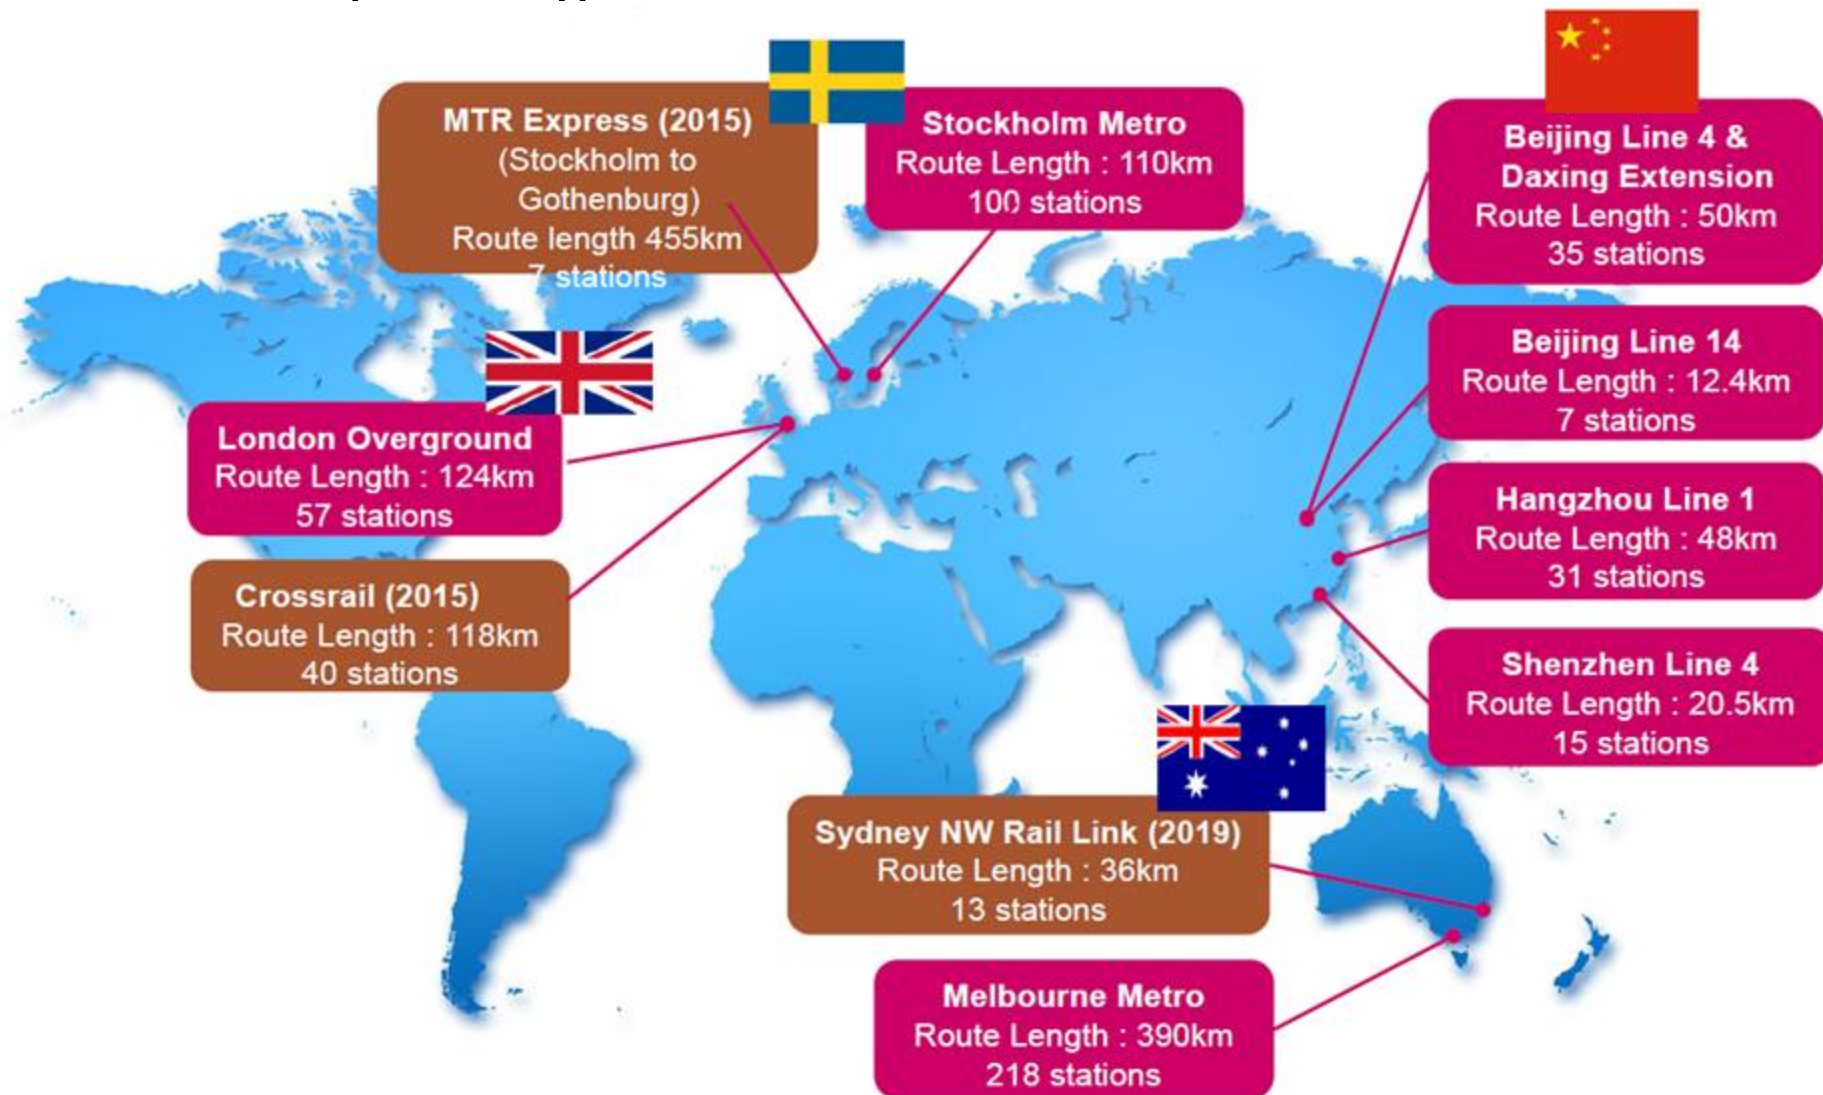 MTR Express (2015)
(Stockholm to
Gothenburg)
Route length 455km
7 stations
Stockholm Metro
Route Length : 110km
100 stations
Beijing Line 4 &
Daxing Extension
Route Length : 50km
35 stations
Beijing Line 14
Route Length : 12.4km
7 stations
London Overground
Route Length : 124km
57 stations
Hangzhou Line 1
Route Length : 48km
31 stations
Crossrail (2015)
Route Length : 118km
40 stations
Shenzhen Line 4
Route Length : 20.5km
15 stations
Sydney NW Rail Link (2019)
Route Length : 36km
13 stations
Melbourne Metro
Route Length : 390km
218 stations